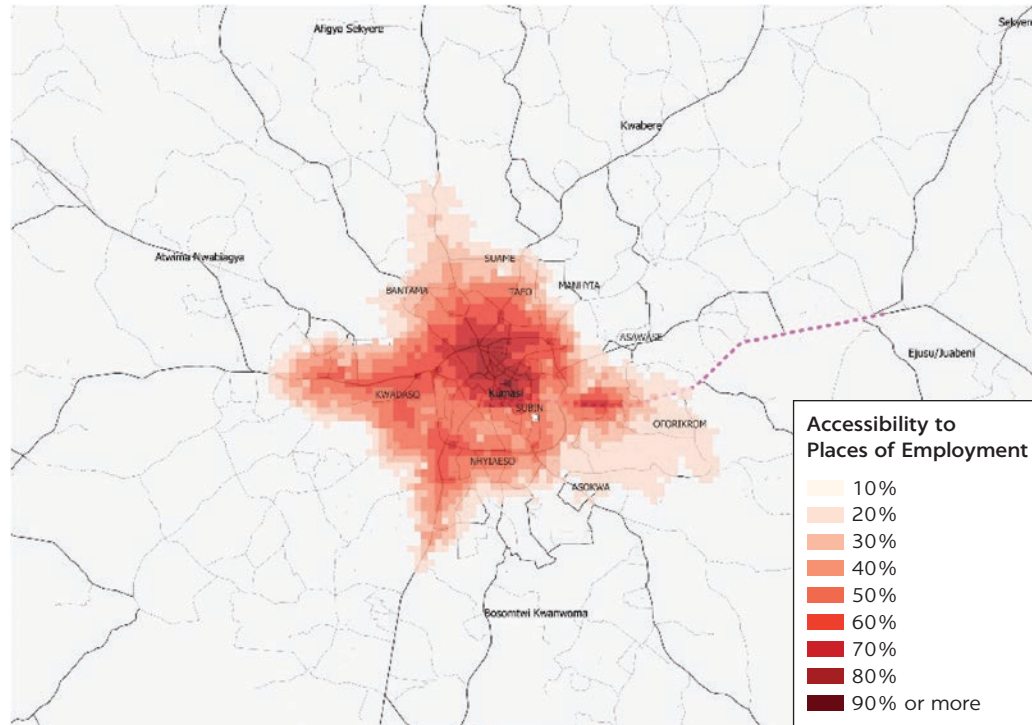 Afigya Sekyere
Sekyere
Kwabere
Atwima Nwabiagya
SUAME
BANTAMA
TAFO
MANHYTA
ASAWASE
Ejusu/Juabeni
KWADASO
Kumasi
SUBIN
OFORIKROM
NHYIAESO
ASOKWA
Bosomtwi Kwanwoma
Accessibility to
Places of Employment
10%
20%
30%
40%
50%
60%
70%
80%
90% or more